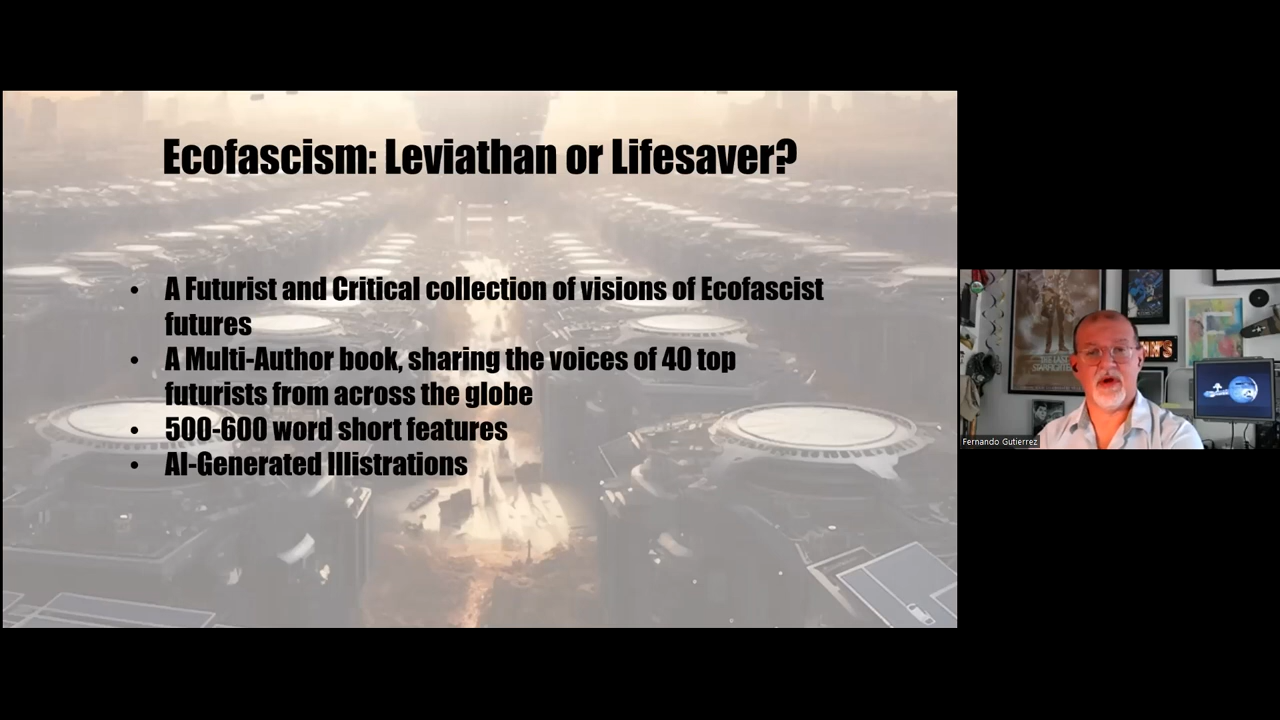 Ecofascism: Leviathan or Lifesaver?
• A Futurist and Critical collection of visions of Ecofascist
futures
• A Multi-Author book, sharing the voices of 40 top
futurists from across the globe
• 500-600 word short features
• AI-Generated Illistrations
STARFIGHTER
Fernando Gutierrez